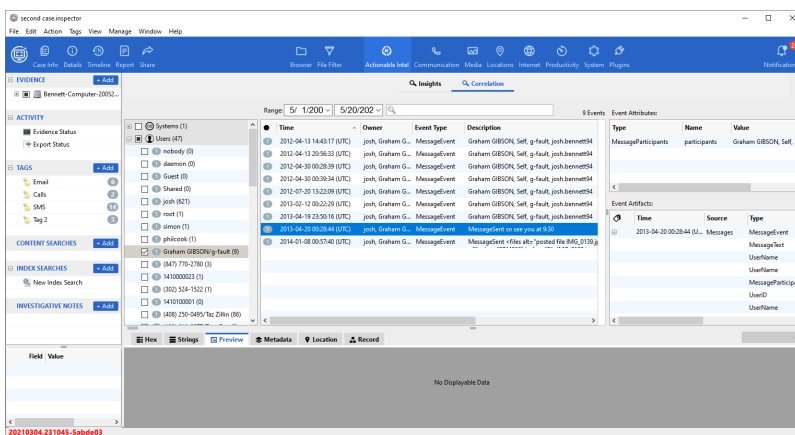 second case.inspector
File Edit Action Tags View Manage Window Help
Case Info Details Timeline Report Share Browser File Filter Actionable Intel Communication Media Locations Internet Productivity System Plugins Notification
2
Insights Correlation
EVIDENCE + Add
Bennett-Computer-20052...
ACTIVITY
Evidence Status
Export Status
TAGS + Add
Email 6
Calls 2
SMS 14
Tag 2 3
CONTENT SEARCHES + Add
INDEX SEARCHES + Add
New Index Search
INVESTIGATIVE NOTES + Add
Field Value
Range: 5/ 1/200 - 5/20/202 9 Events
Systems (1)
Users (47)
nobody (0)
daemon (0)
Guest (0)
Shared (0)
josh (621)
root (1)
simon (1)
philcook (1)
Graham GIBSON/g-fault (9)
(847) 770-2780 (3)
1410000023 (1)
(302) 524-1522 (1)
1410100001 (0)
(408) 250-0495/Taz Zillin (86)
Time Owner Event Type Description
2012-04-13 14:43:17 (UTC) josh, Graham G... MessageEvent Graham GIBSON, Self, g-fault, josh.bennett94
2012-04-13 20:56:33 (UTC) josh, Graham G... MessageEvent Graham GIBSON, Self, g-fault, josh.bennett94
2012-04-30 00:28:39 (UTC) josh, Graham G... MessageEvent Graham GIBSON, Self, g-fault, josh.bennett94
2012-04-30 00:39:34 (UTC) josh, Graham G... MessageEvent Graham GIBSON, Self, g-fault, josh.bennett94
2012-07-20 13:22:09 (UTC) josh, Graham G... MessageEvent Graham GIBSON, Self, g-fault, josh.bennett94
2013-02-12 00:22:29 (UTC) josh, Graham G... MessageEvent Graham GIBSON, Self, g-fault, josh.bennett94
2013-04-19 23:50:16 (UTC) josh, Graham G... MessageEvent Graham GIBSON, Self, g-fault, josh.bennett94
2013-04-20 00:28:44 (UTC) josh, Graham G... MessageEvent MessageSent so see you at 9:30
2014-01-08 00:57:40 (UTC) josh, Graham G... MessageEvent MessageSent <files alt="posted file IMG_0139.j
Event Attributes:
Type Name Value
MessageParticipants participants Graham GIBSON, Self,
Event Artifacts:
Time Source Type
2013-04-20 00:28:44 (U... Messages MessageEvent
MessageText
UserName
UserName
MessageParticipa
UserID
UserName
Hex Strings Preview Metadata Location Record
No Displayable Data
20210304.231045-5abde03